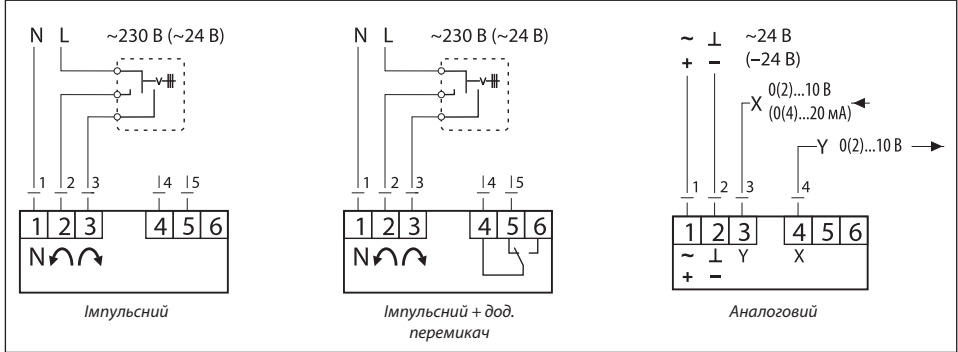 N L ~230 В (~24 В)
1 2 3 4 5
1 2 3 4 5 6
N
Імпульсний
N L ~230 В (~24 В)
1 2 3 4 5
1 2 3 4 5 6
N
Імпульсний + дод.
перемикач
~ ⊥ ~24 В
+ − (−24 В)
0(2)...10 В
X
(0(4)...20 мА)
Y 0(2)...10 В
1 2 3 4
1 2 3 4 5 6
~ ⊥ Y X
+ −
Аналоговий